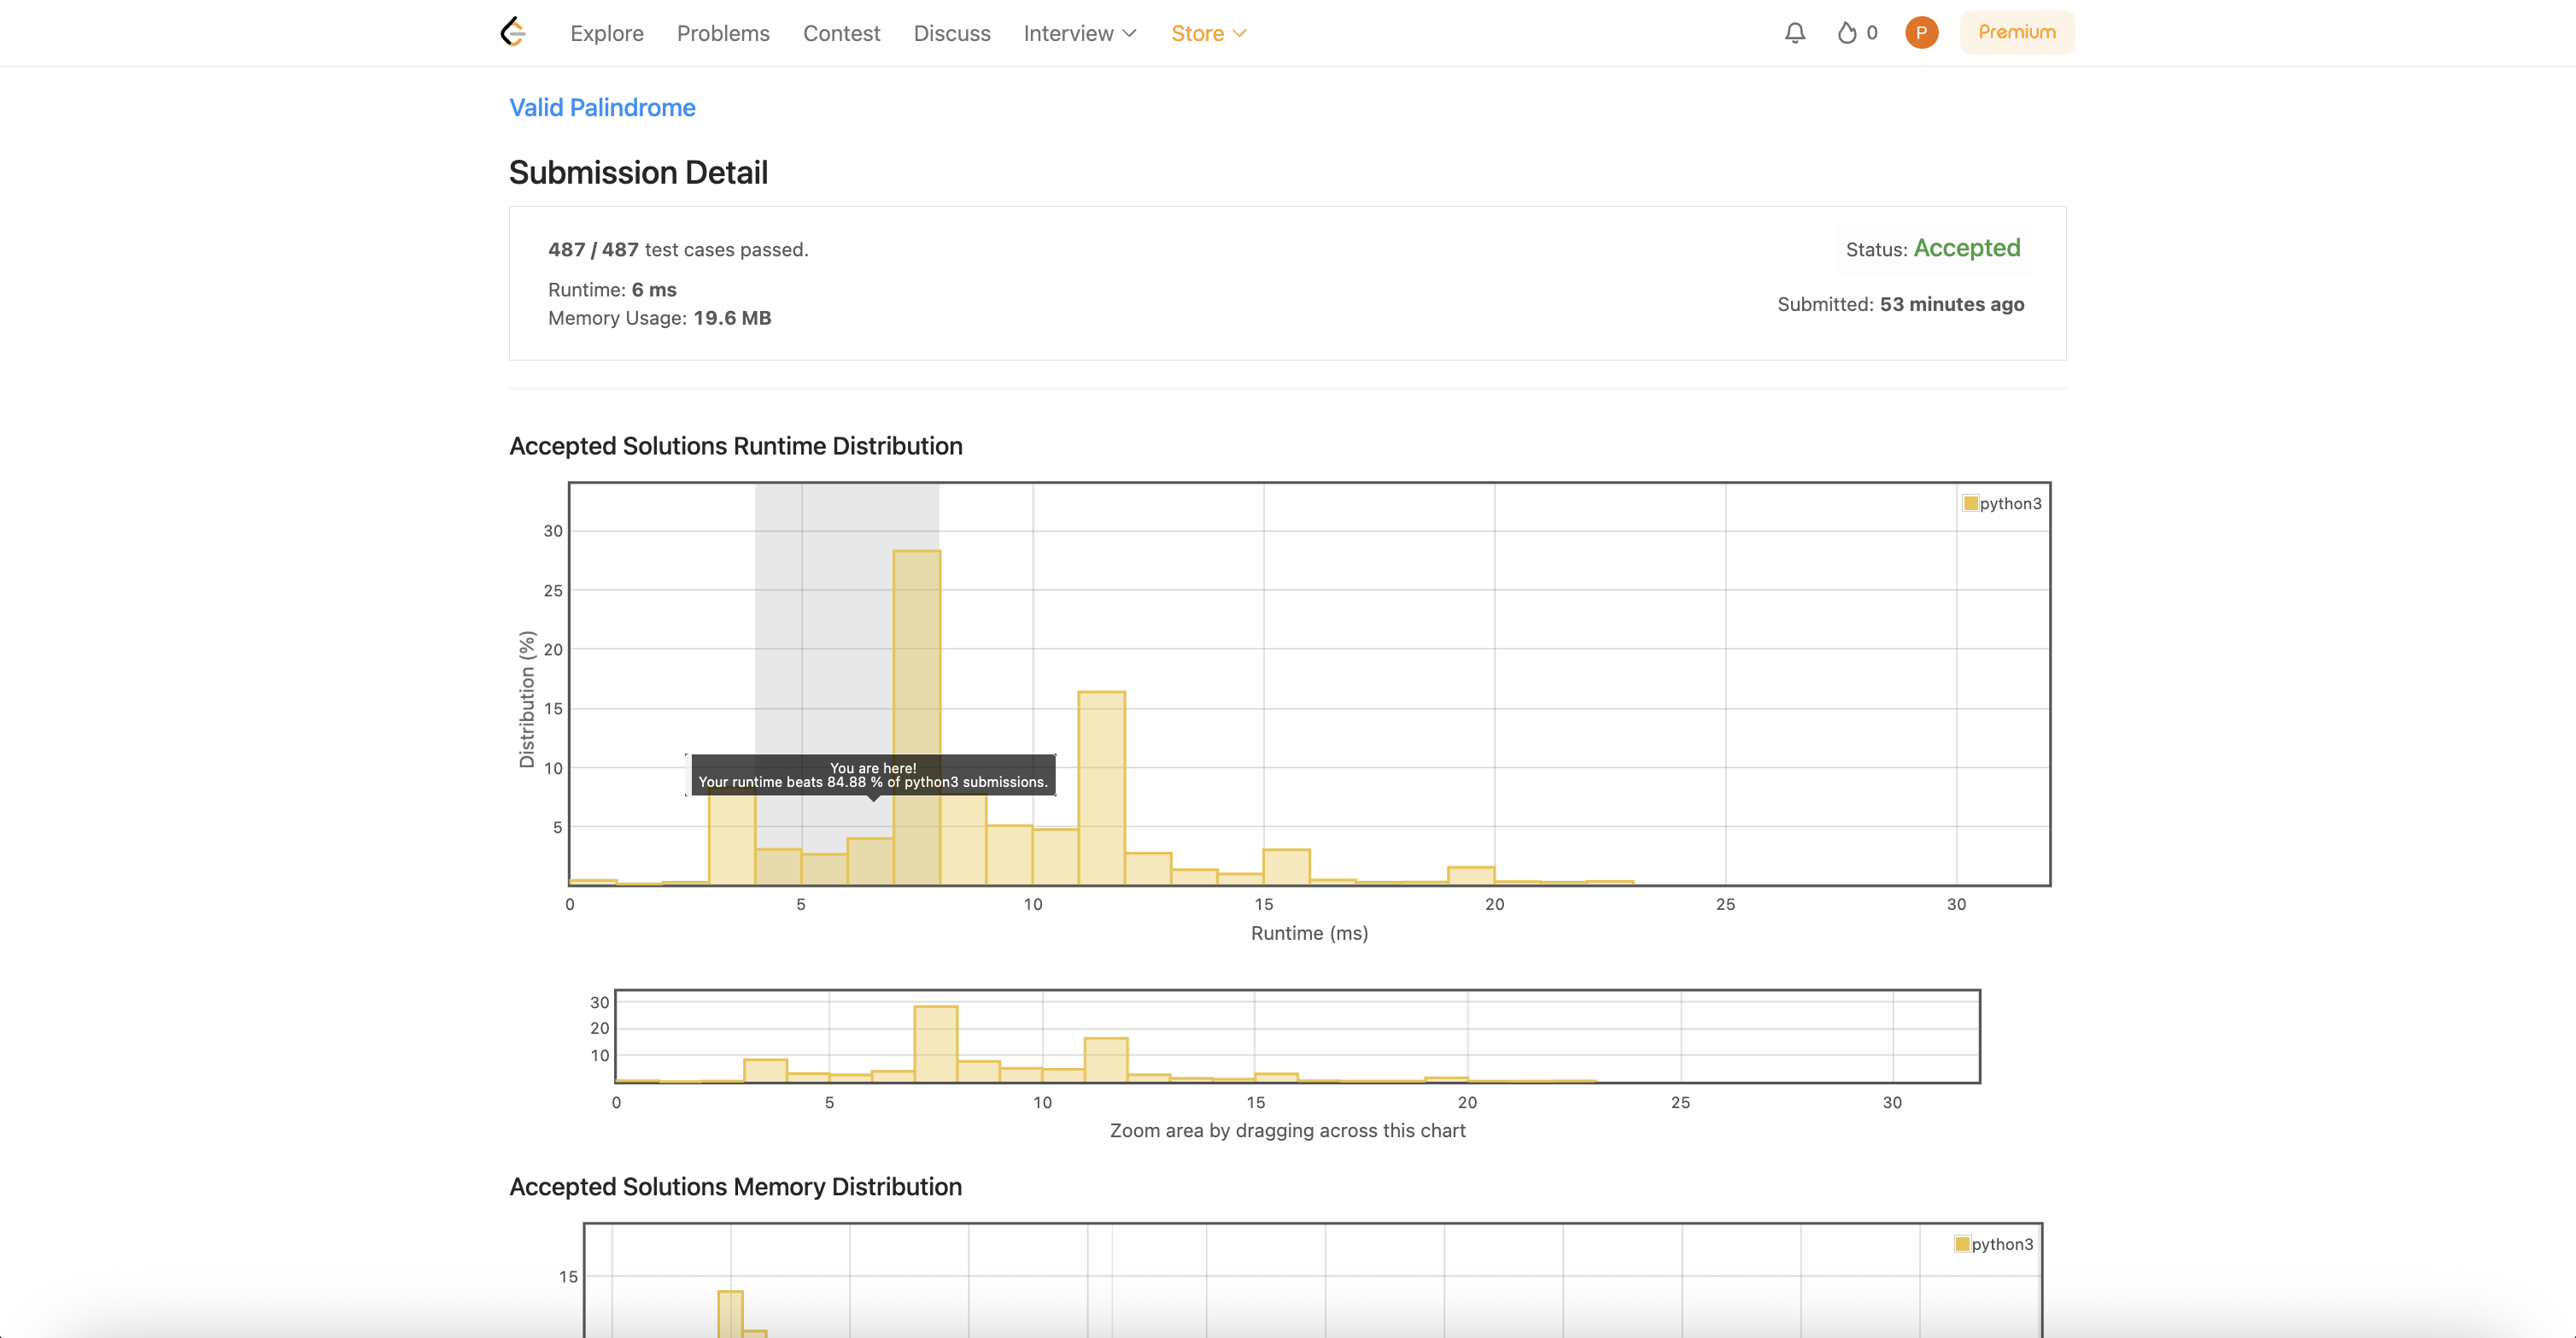 Explore Problems Contest Discuss Interview Store 0 P Premium
Valid Palindrome
Submission Detail
487 / 487 test cases passed.
Status: Accepted
Runtime: 6 ms
Submitted: 53 minutes ago
Memory Usage: 19.6 MB
Accepted Solutions Runtime Distribution
python3
30
25
20
15
10
5
Distribution (%)
You are here!
Your runtime beats 84.88 % of python3 submissions.
0 5 10 15 20 25 30
Runtime (ms)
30
20
10
0 5 10 15 20 25 30
Zoom area by dragging across this chart
Accepted Solutions Memory Distribution
python3
15